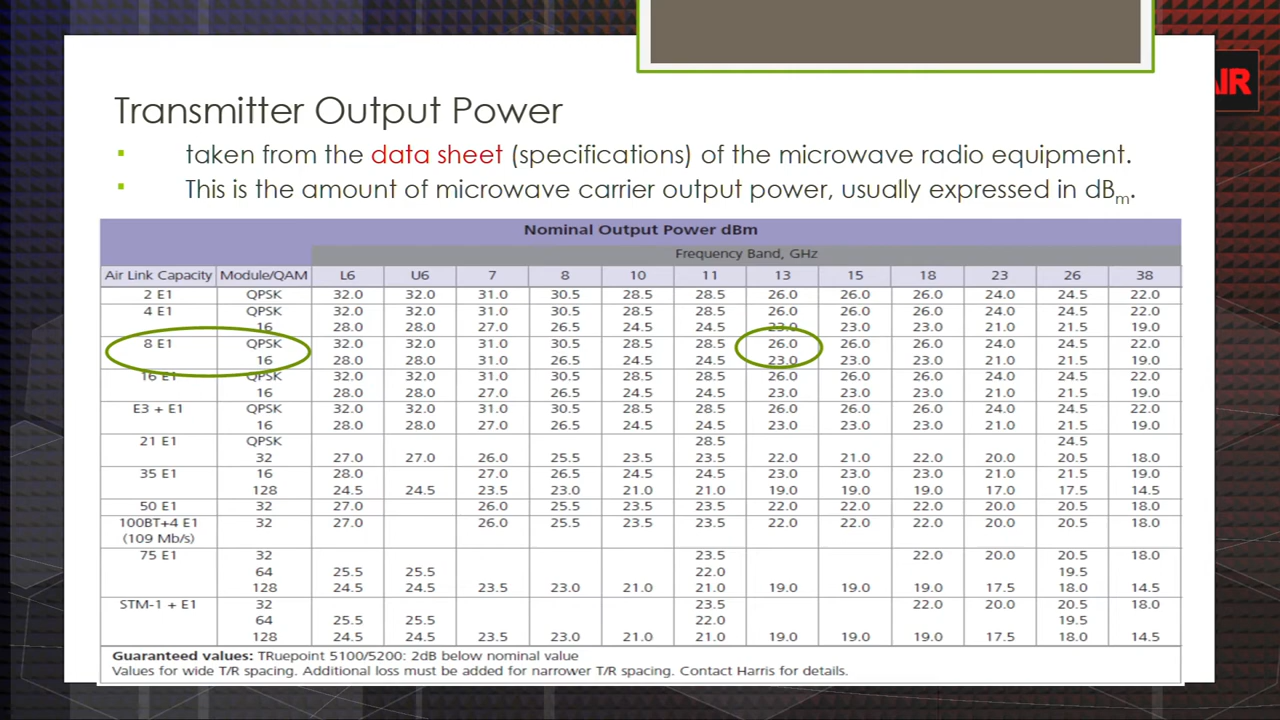 AIR
Transmitter Output Power
▪ taken from the data sheet (specifications) of the microwave radio equipment.
▪ This is the amount of microwave carrier output power, usually expressed in dBm.
Nominal Output Power dBm
Frequency Band, GHz
Air Link Capacity Module/QAM L6 U6 7 8 10 11 13 15 18 23 26 38
2 E1 QPSK 32.0 32.0 31.0 30.5 28.5 28.5 26.0 26.0 26.0 24.0 24.5 22.0
4 E1 QPSK 32.0 32.0 31.0 30.5 28.5 28.5 26.0 26.0 26.0 24.0 24.5 22.0
16 28.0 28.0 27.0 26.5 24.5 24.5 23.0 23.0 23.0 21.0 21.5 19.0
8 E1 QPSK 32.0 32.0 31.0 30.5 28.5 28.5 26.0 26.0 26.0 24.0 24.5 22.0
16 28.0 28.0 31.0 26.5 24.5 24.5 23.0 23.0 23.0 21.0 21.5 19.0
16 E1 QPSK 32.0 32.0 31.0 30.5 28.5 28.5 26.0 26.0 26.0 24.0 24.5 22.0
16 28.0 28.0 27.0 26.5 24.5 24.5 23.0 23.0 23.0 21.0 21.5 19.0
E3 + E1 QPSK 32.0 32.0 31.0 30.5 28.5 28.5 26.0 26.0 26.0 24.0 24.5 22.0
16 28.0 28.0 27.0 26.5 24.5 24.5 23.0 23.0 23.0 21.0 21.5 19.0
21 E1 QPSK 28.5 24.5
32 27.0 27.0 26.0 25.5 23.5 23.5 22.0 21.0 22.0 20.0 20.5 18.0
35 E1 16 28.0 27.0 26.5 24.5 24.5 23.0 23.0 23.0 21.0 21.5 19.0
128 24.5 24.5 23.5 23.0 21.0 21.0 19.0 19.0 19.0 17.0 17.5 14.5
50 E1 32 27.0 26.0 25.5 23.5 23.5 22.0 22.0 22.0 20.0 20.5 18.0
100BT+4 E1 32 27.0 26.0 25.5 23.5 23.5 22.0 22.0 22.0 20.0 20.5 18.0
(109 Mb/s)
75 E1 32 23.5 22.0 20.0 20.5 18.0
64 25.5 25.5 22.0 19.5
128 24.5 24.5 23.5 23.0 21.0 21.0 19.0 19.0 19.0 17.5 18.0 14.5
STM-1 + E1 32 23.5 22.0 20.0 20.5 18.0
64 25.5 25.5 22.0 19.5
128 24.5 24.5 23.5 23.0 21.0 21.0 19.0 19.0 19.0 17.5 18.0 14.5
Guaranteed values: TRuepoint 5100/5200: 2dB below nominal value
Values for wide T/R spacing. Additional loss must be added for narrower T/R spacing. Contact Harris for details.